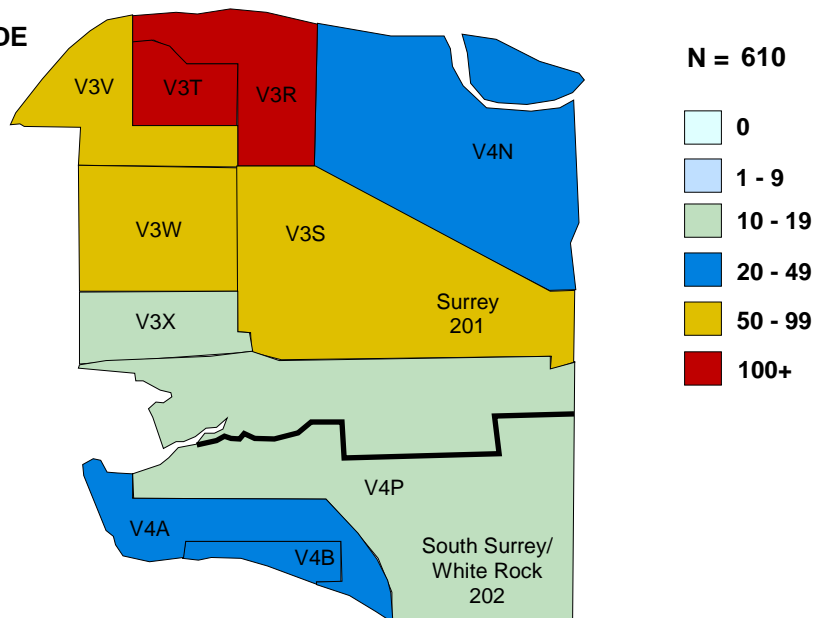 DE
N = 610
0
1 - 9
10 - 19
20 - 49
50 - 99
100+
V3V
V3T
V3R
V4N
V3W
V3S
V3X
Surrey
201
V4P
V4A
V4B
South Surrey/
White Rock
202